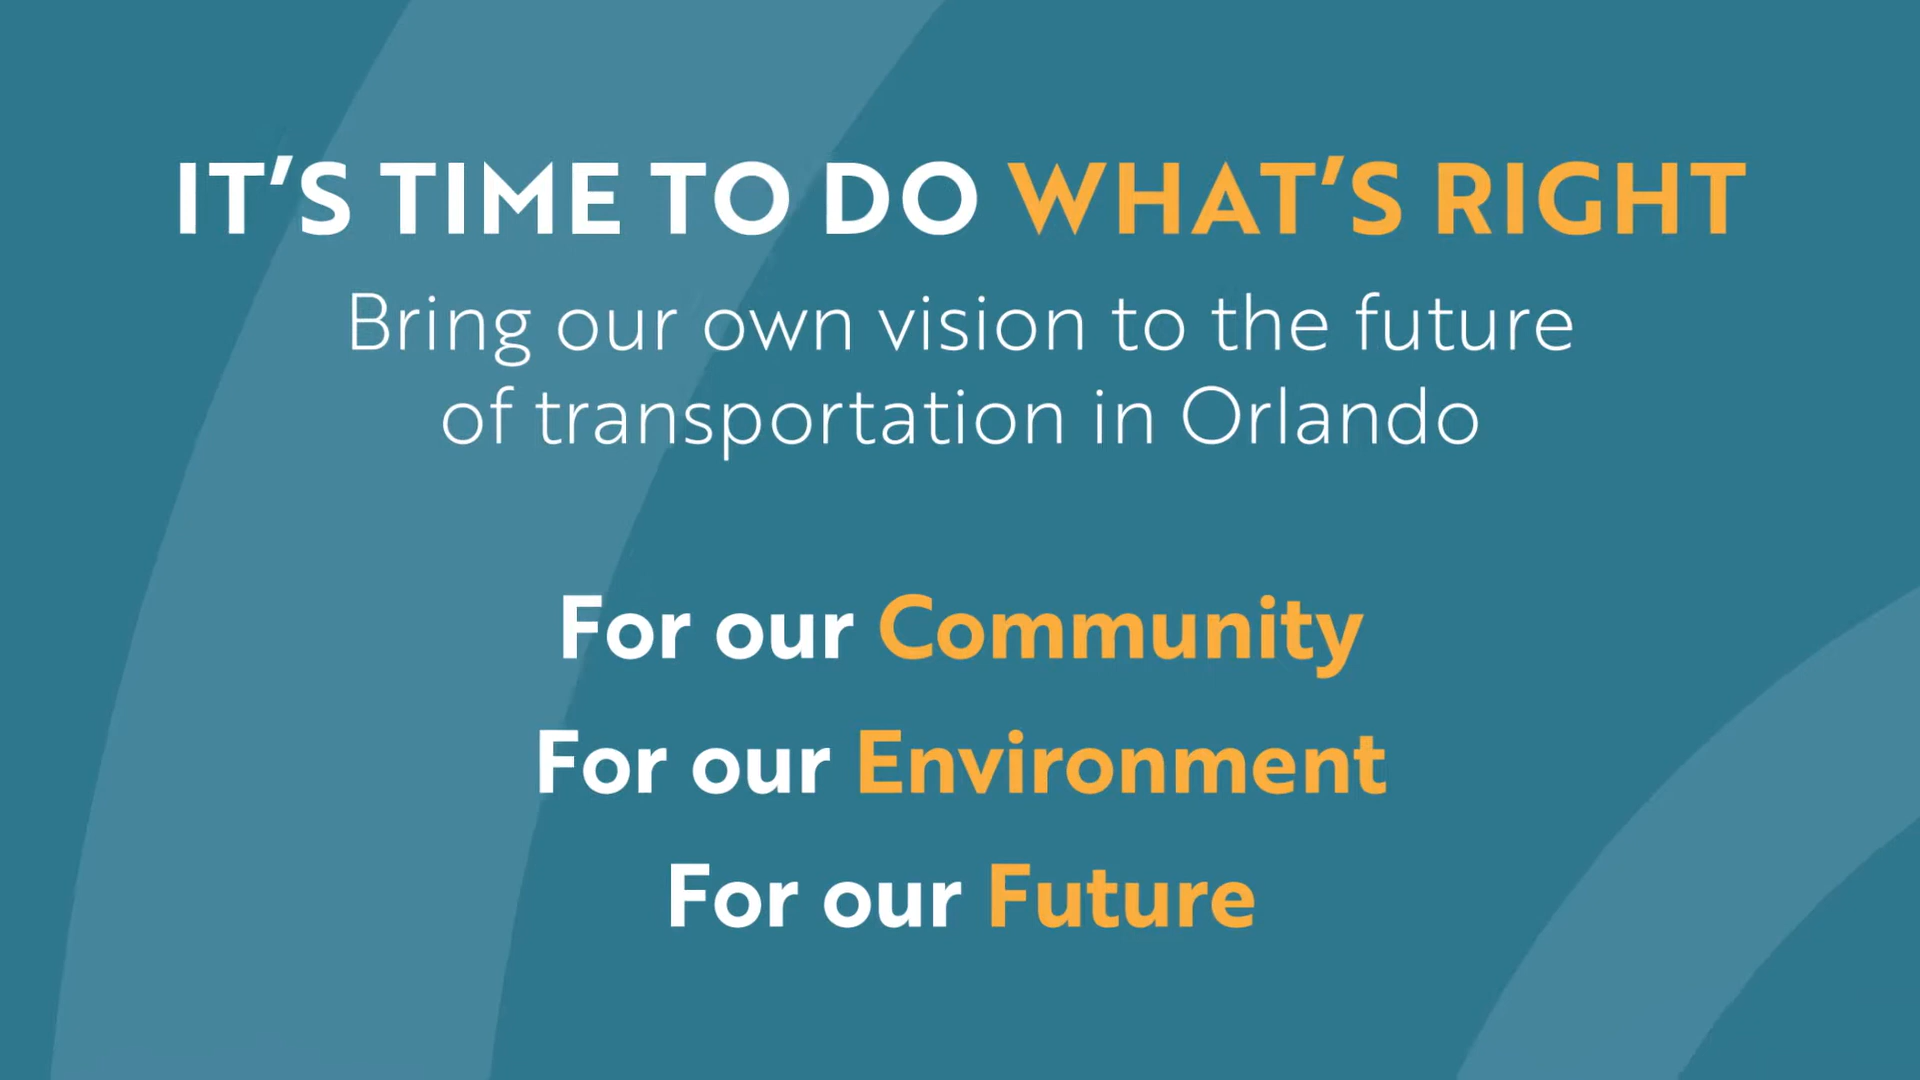 IT’S TIME TO DO WHAT’S RIGHT
Bring our own vision to the future
of transportation in Orlando
For our Community
For our Environment
For our Future